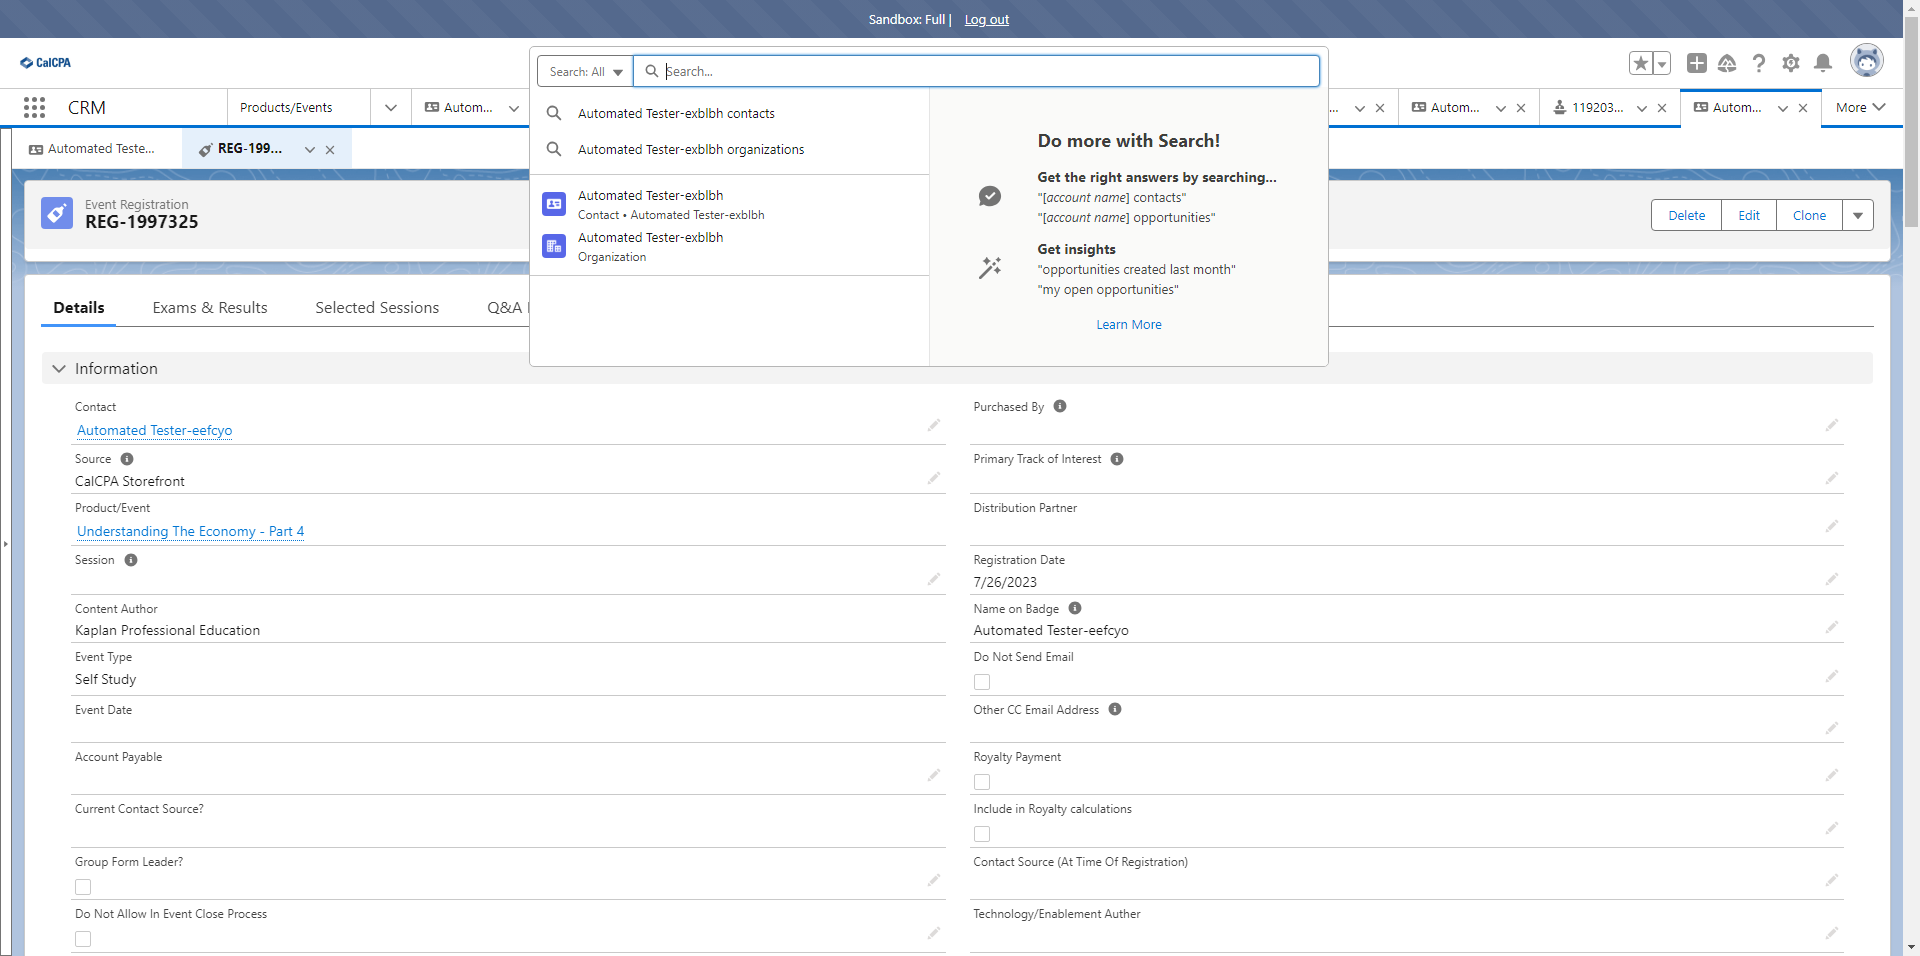 Sandbox: Full | Log out
CalCPA
Search: All
Search...
CRM
Products/Events
Autom...
...
Autom...
119203...
Autom...
More
Automated Teste...
REG-199...
Automated Tester-exblbh contacts
Automated Tester-exblbh organizations
Automated Tester-exblbh
Contact • Automated Tester-exblbh
Automated Tester-exblbh
Organization
Do more with Search!
Get the right answers by searching...
"[account name] contacts"
"[account name] opportunities"
Get insights
"opportunities created last month"
"my open opportunities"
Learn More
Event Registration
REG-1997325
Delete
Edit
Clone
Details
Exams & Results
Selected Sessions
Q&A
Information
Contact
Automated Tester-eefcyo
Purchased By
Source
CalCPA Storefront
Primary Track of Interest
Product/Event
Understanding The Economy - Part 4
Distribution Partner
Session
Registration Date
7/26/2023
Content Author
Kaplan Professional Education
Name on Badge
Automated Tester-eefcyo
Event Type
Self Study
Do Not Send Email
Event Date
Other CC Email Address
Account Payable
Royalty Payment
Current Contact Source?
Include in Royalty calculations
Group Form Leader?
Contact Source (At Time Of Registration)
Do Not Allow In Event Close Process
Technology/Enablement Auther